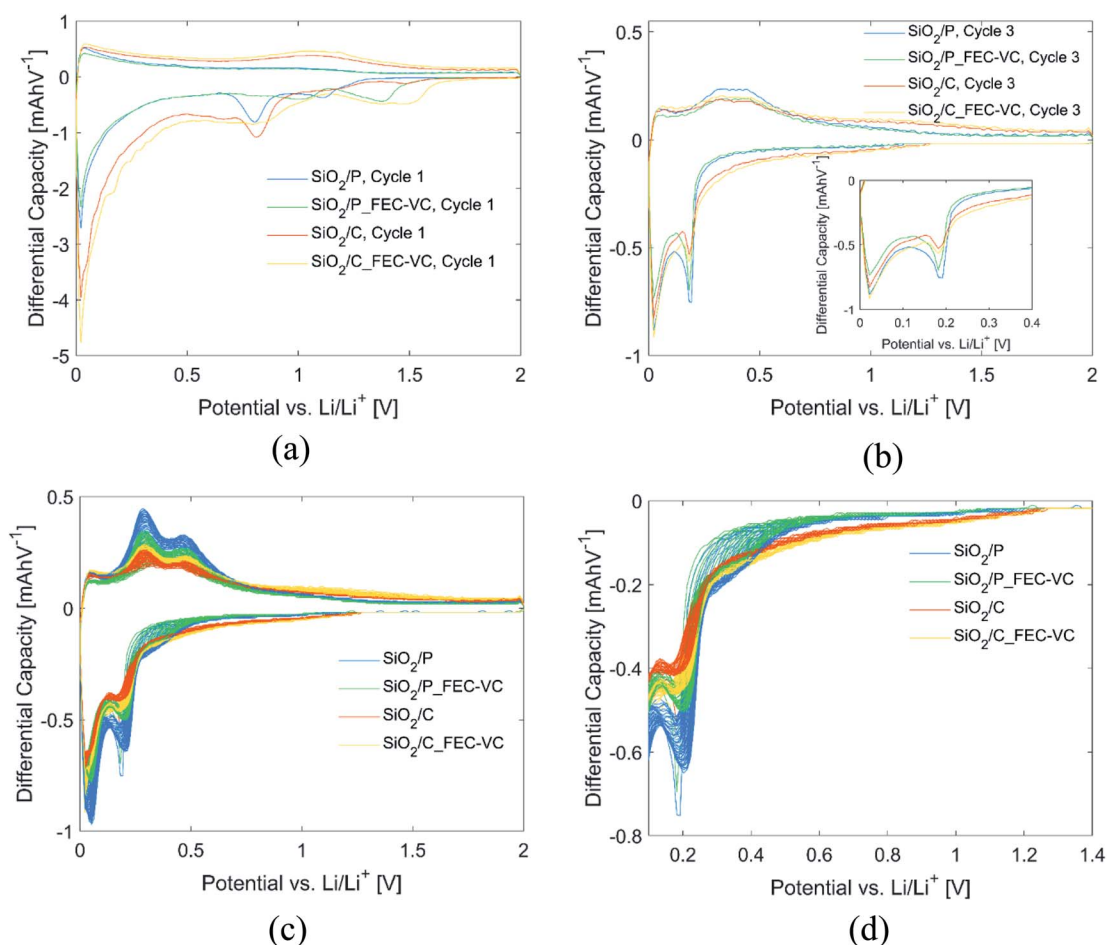 1
0
-1
-2
-3
-4
-5
0
0.5
1
1.5
2
Differential Capacity [mAhV⁻¹]
Potential vs. Li/Li⁺ [V]
SiO₂/P, Cycle 1
SiO₂/P_FEC-VC, Cycle 1
SiO₂/C, Cycle 1
SiO₂/C_FEC-VC, Cycle 1
(a)
0.5
0
-0.5
-1
0
0.5
1
1.5
2
Differential Capacity [mAhV⁻¹]
Potential vs. Li/Li⁺ [V]
SiO₂/P, Cycle 3
SiO₂/P_FEC-VC, Cycle 3
SiO₂/C, Cycle 3
SiO₂/C_FEC-VC, Cycle 3
0
-0.5
-1
0
0.1
0.2
0.3
0.4
Differential Capacity [mAhV⁻¹]
Potential vs. Li/Li⁺ [V]
(b)
0.5
0
-0.5
-1
0
0.5
1
1.5
2
Differential Capacity [mAhV⁻¹]
Potential vs. Li/Li⁺ [V]
SiO₂/P
SiO₂/P_FEC-VC
SiO₂/C
SiO₂/C_FEC-VC
(c)
0
-0.2
-0.4
-0.6
-0.8
0.2
0.4
0.6
0.8
1
1.2
1.4
Differential Capacity [mAhV⁻¹]
Potential vs. Li/Li⁺ [V]
SiO₂/P
SiO₂/P_FEC-VC
SiO₂/C
SiO₂/C_FEC-VC
(d)